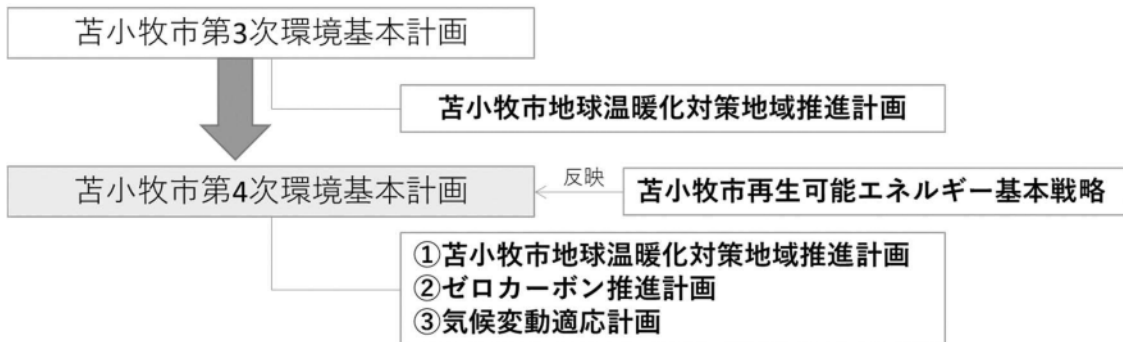 苫小牧市第3次環境基本計画
苫小牧市地球温暖化対策地域推進計画
苫小牧市第4次環境基本計画
反映
苫小牧市再生可能エネルギー基本戦略
①苫小牧市地球温暖化対策地域推進計画
②ゼロカーボン推進計画
③気候変動適応計画